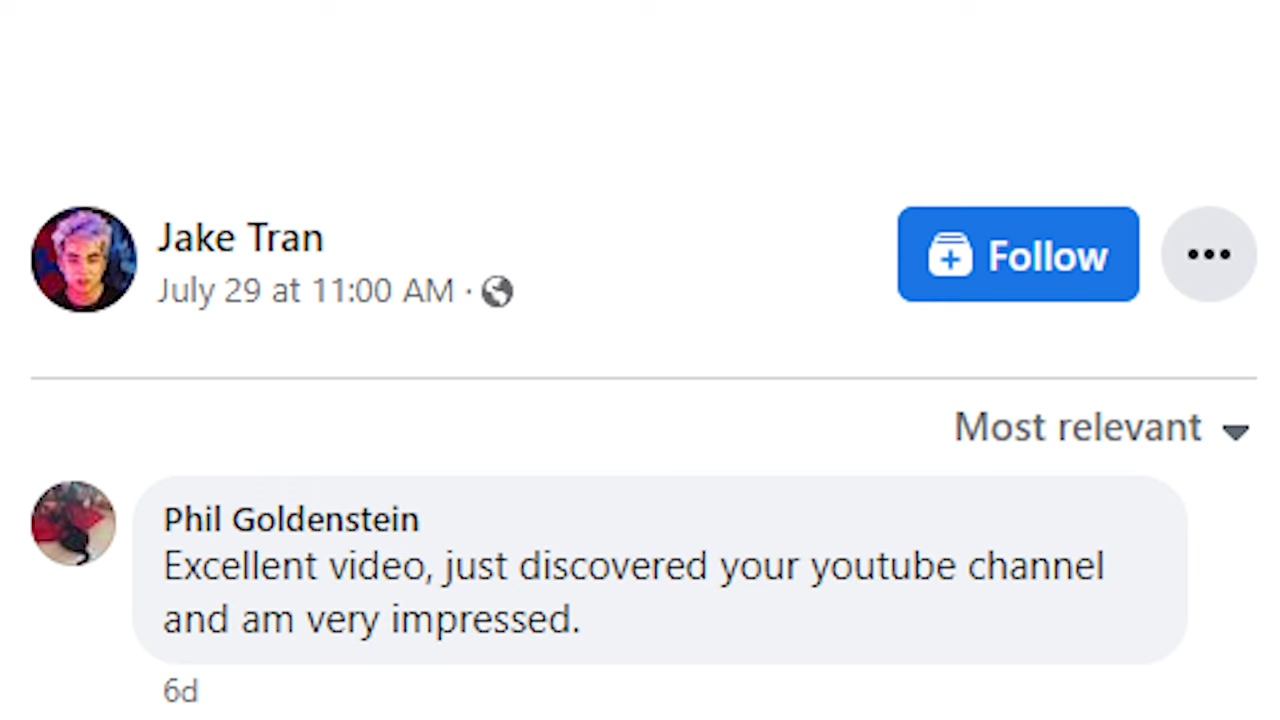 Jake Tran
July 29 at 11:00 AM ·
Follow
Most relevant
Phil Goldenstein
Excellent video, just discovered your youtube channel
and am very impressed.
6d